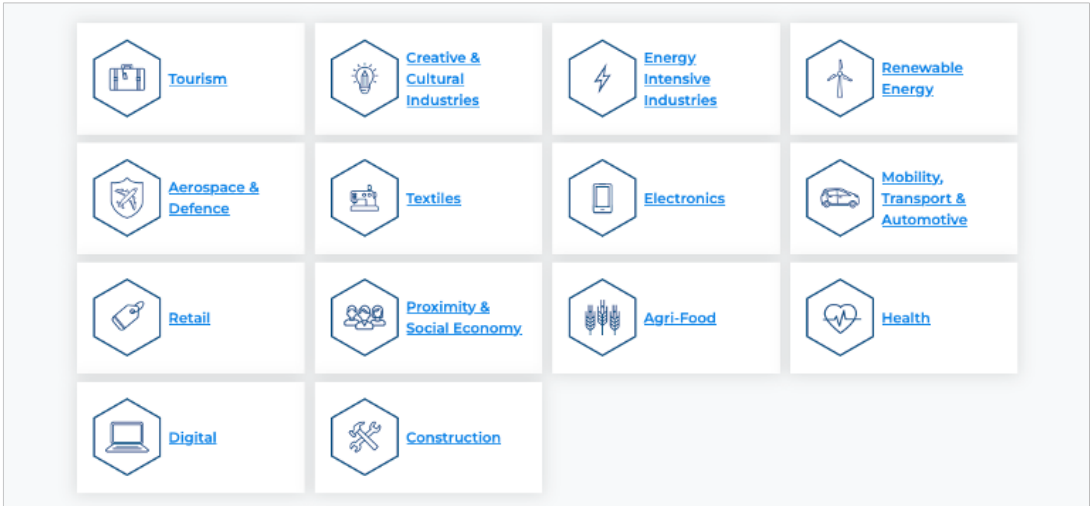 Tourism
Creative &
Cultural
Industries
Energy
Intensive
Industries
Renewable
Energy
Aerospace &
Defence
Textiles
Electronics
Mobility,
Transport &
Automotive
Retail
Proximity &
Social Economy
Agri-Food
Health
Digital
Construction